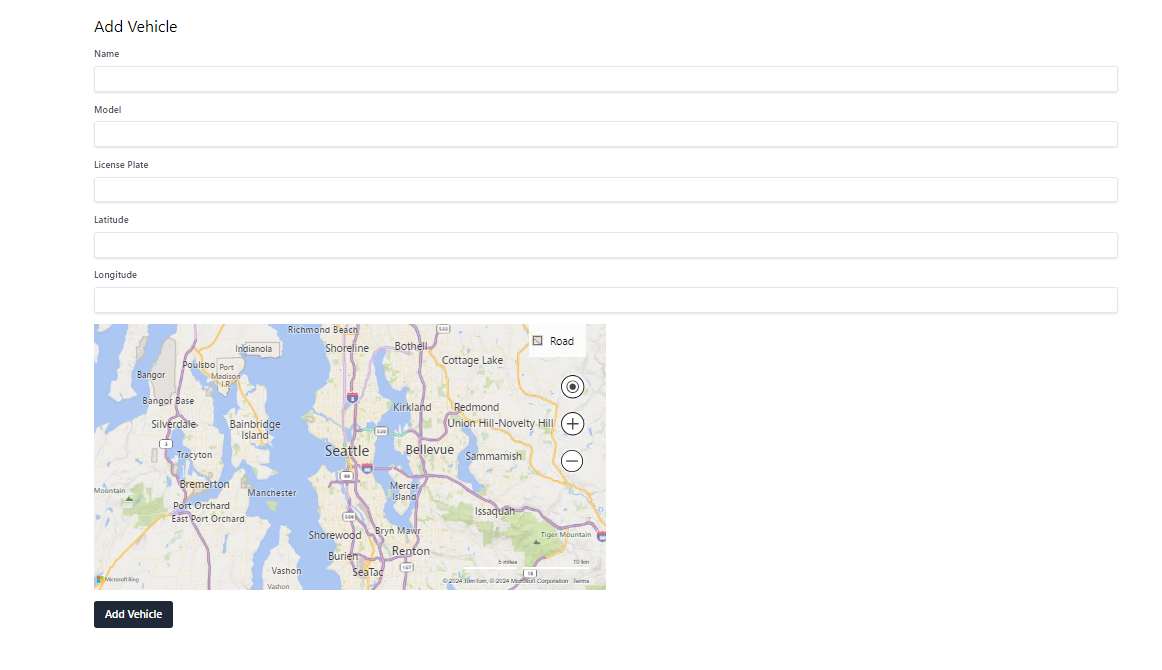 Add Vehicle
Name
Model
License Plate
Latitude
Longitude
Richmond Beach
522
Road
Indianola
Shoreline
Bothell
Cottage Lake
Poulsbo
Port
Madison
I.R.
Bangor
5
Bangor Base
Kirkland
Redmond
Silverdale
Bainbridge
Island
Union Hill-Novelty Hill
520
3
Tracyton
Seattle
Bellevue
Sammamish
90
Bremerton
Manchester
Mercer
Island
Mountain
Port Orchard
East Port Orchard
Issaquah
509
Shorewood
Bryn Mawr
Tiger Mountain
Burien
Renton
Vashon
SeaTac
167
5 miles
10 km
18
Microsoft Bing
Vashon
© 2024 TomTom, © 2024 Microsoft Corporation Terms
Add Vehicle